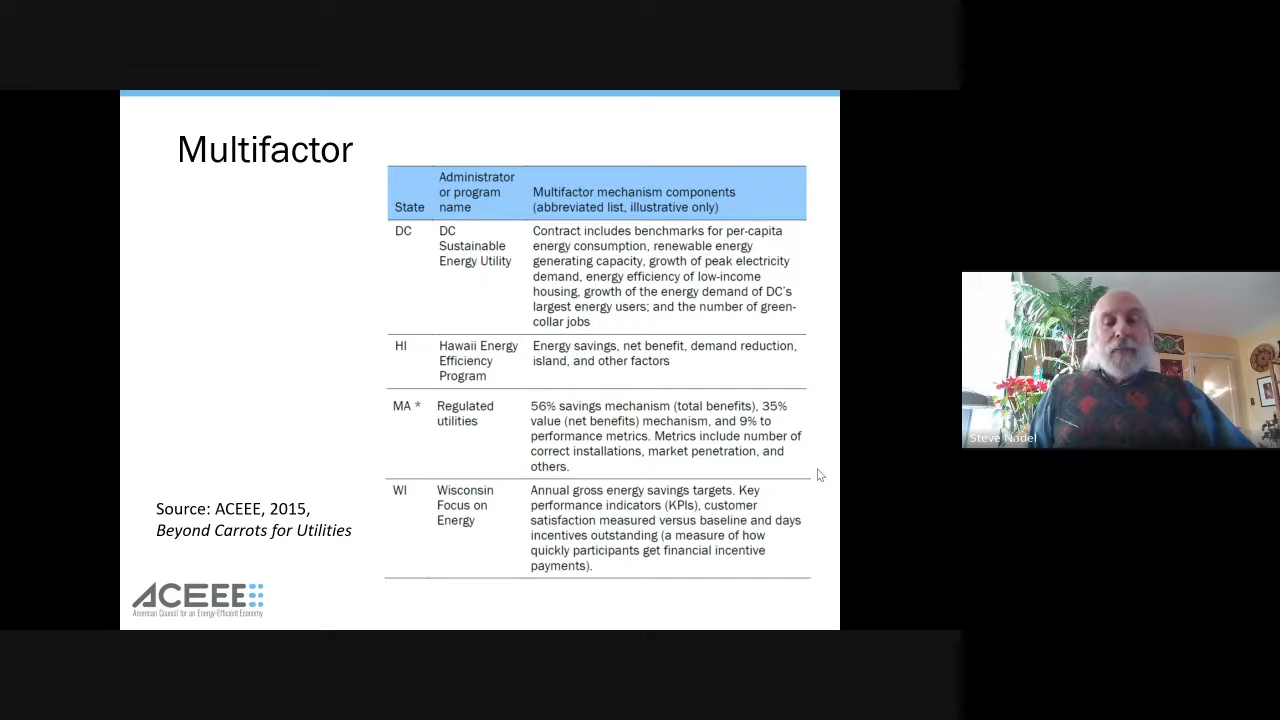 Multifactor
State
Administrator
or program
name
Multifactor mechanism components
(abbreviated list, illustrative only)
DC
DC
Sustainable
Energy Utility
Contract includes benchmarks for per-capita
energy consumption, renewable energy
generating capacity, growth of peak electricity
demand, energy efficiency of low-income
housing, growth of the energy demand of DC's
largest energy users; and the number of green-
collar jobs
HI
Hawaii Energy
Efficiency
Program
Energy savings, net benefit, demand reduction,
island, and other factors
MA *
Regulated
utilities
56% savings mechanism (total benefits), 35%
value (net benefits) mechanism, and 9% to
performance metrics. Metrics include number of
correct installations, market penetration, and
others.
WI
Wisconsin
Focus on
Energy
Annual gross energy savings targets. Key
performance indicators (KPIs), customer
satisfaction measured versus baseline and days
incentives outstanding (a measure of how
quickly participants get financial incentive
payments).
Source: ACEEE, 2015,
Beyond Carrots for Utilities
ACEEE
American Council for an Energy-Efficient Economy
Steve Nadel